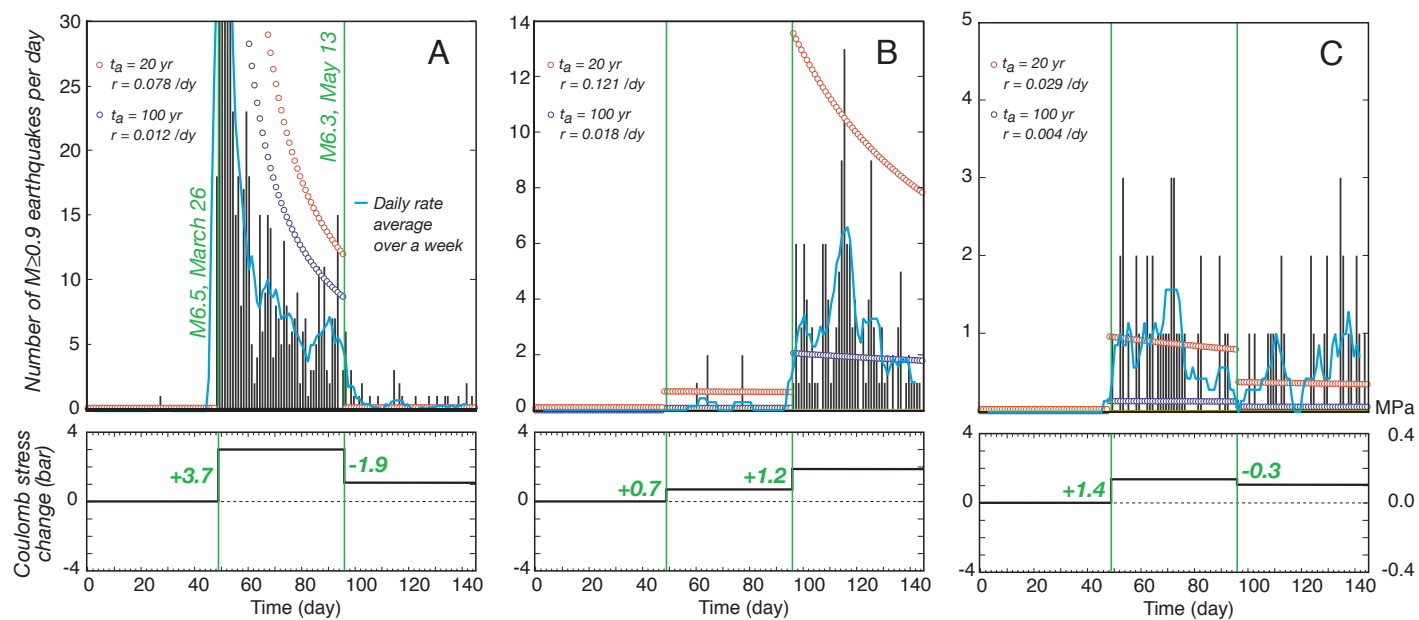 Number of M≥0.9 earthquakes per day
30
25
20
15
10
5
0
A
t_a = 20 yr
r = 0.078 /dy
t_a = 100 yr
r = 0.012 /dy
M6.5, March 26
M6.3, May 13
Daily rate
average
over a week
14
12
10
8
6
4
2
0
B
t_a = 20 yr
r = 0.121 /dy
t_a = 100 yr
r = 0.018 /dy
5
4
3
2
1
C
t_a = 20 yr
r = 0.029 /dy
t_a = 100 yr
r = 0.004 /dy
MPa
Coulomb stress
change (bar)
4
0
-4
+3.7
-1.9
0 20 40 60 80 100 120 140
Time (day)
4
0
-4
+0.7
+1.2
0 20 40 60 80 100 120 140
Time (day)
4
0
-4
+1.4
-0.3
0.4
0.0
-0.4
0 20 40 60 80 100 120 140
Time (day)